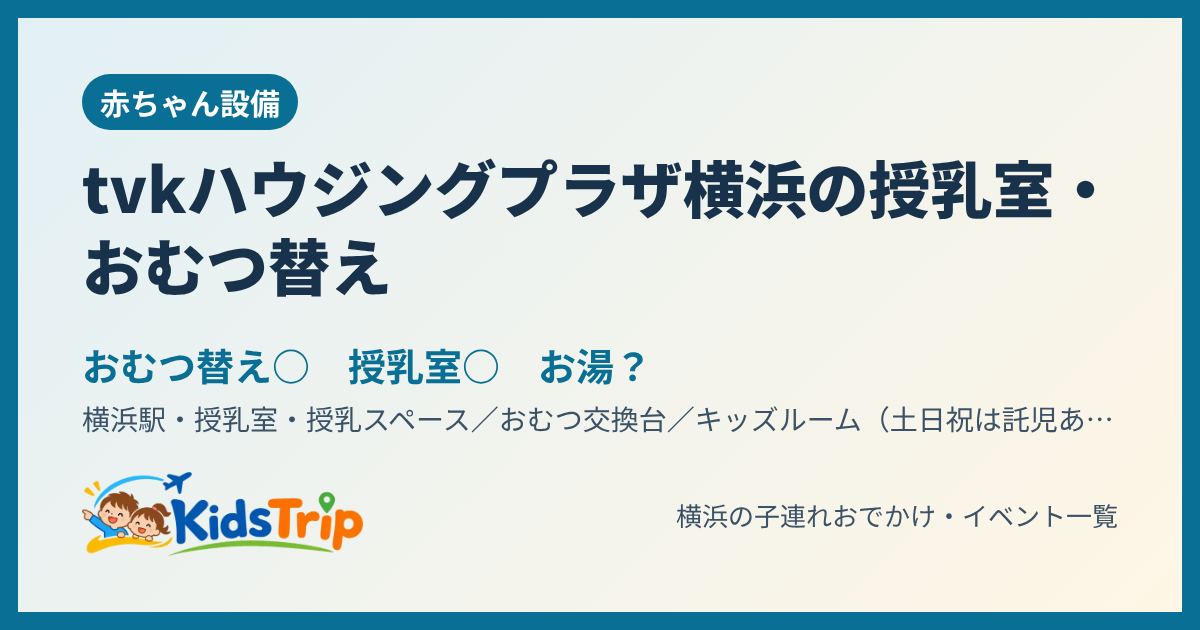 赤ちゃん設備
tvkハウジングプラザ横浜の授乳室・
おむつ替え
おむつ替え○　授乳室○　お湯？
横浜駅・授乳室・授乳スペース／おむつ交換台／キッズルーム（土日祝は託児あ…
KidsTrip
横浜の子連れおでかけ・イベント一覧